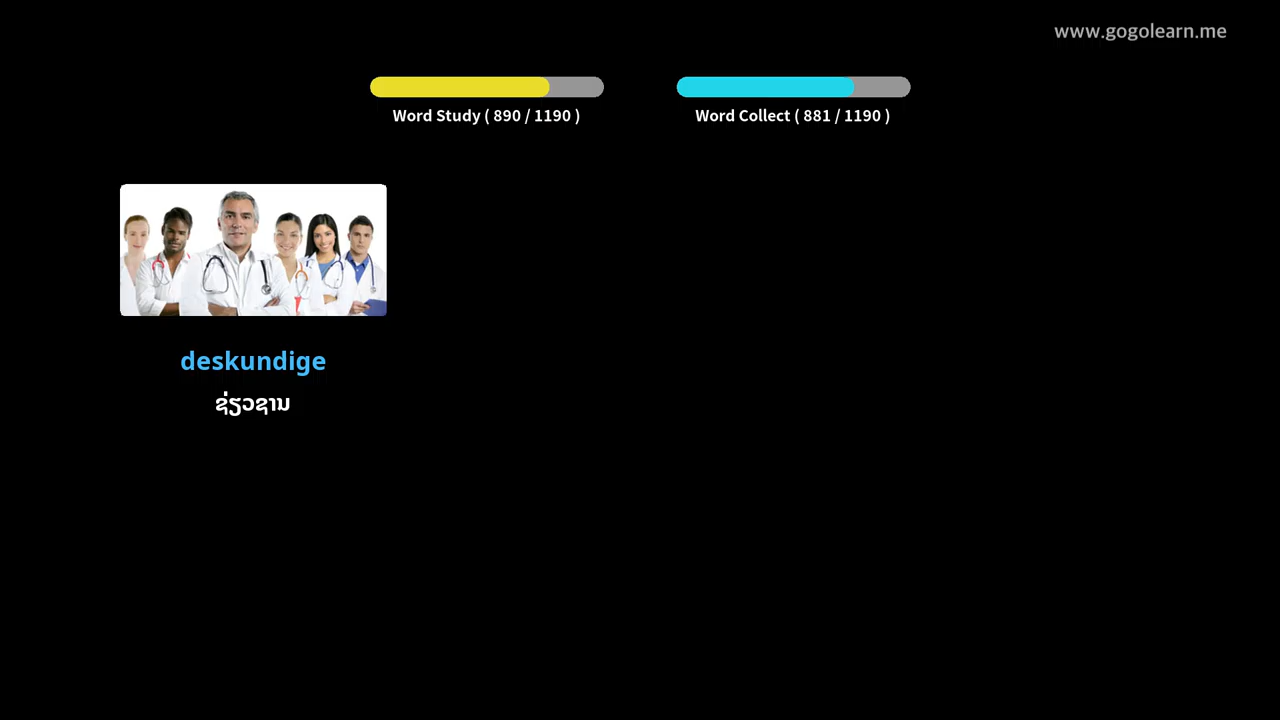 www.gogolearn.me
Word Study ( 890 / 1190 )
Word Collect ( 881 / 1190 )
deskundige
ຊ່ຽວຊານ